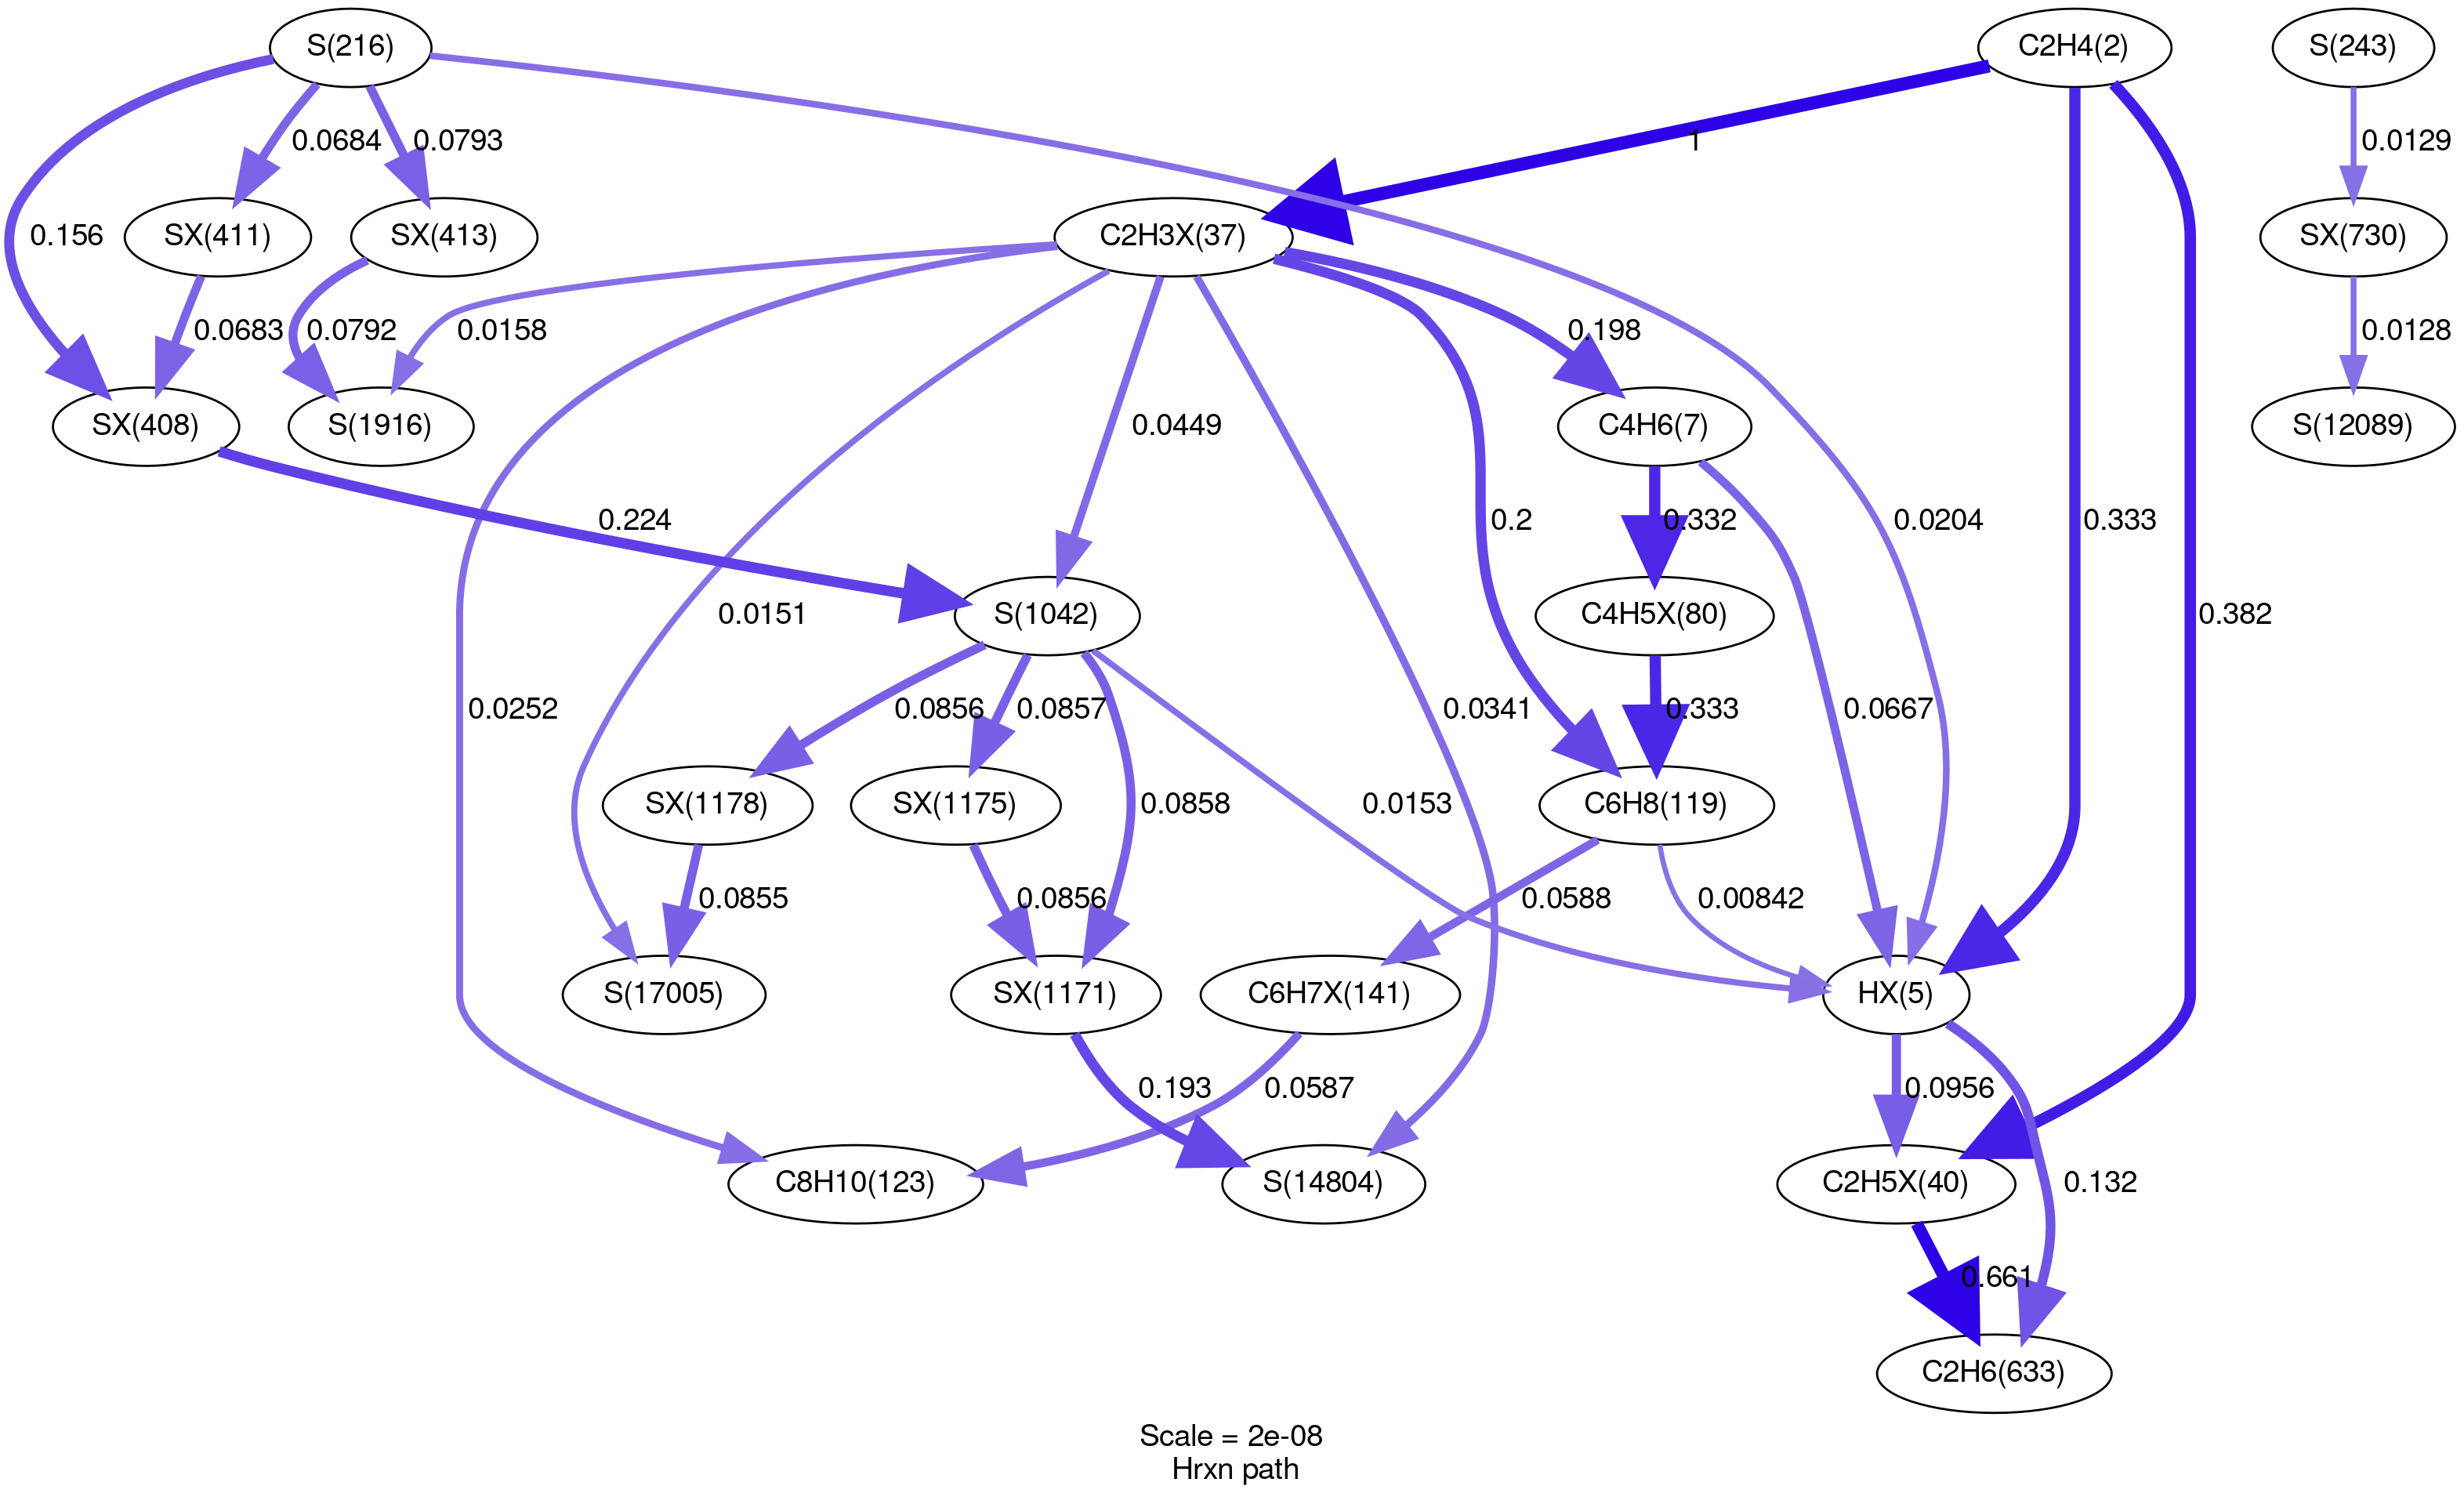 S(216)
C2H4(2)
S(243)
0.0684
0.0793
1
0.0129
0.156
SX(411)
SX(413)
C2H3X(37)
SX(730)
0.0683
0.0792
0.0158
0.198
0.0128
SX(408)
S(1916)
0.0449
C4H6(7)
S(12089)
0.224
0.2
0.332
0.0204
0.333
0.0151
S(1042)
C4H5X(80)
0.382
0.0252
0.0856
0.0857
0.0341
0.333
0.0667
SX(1178)
SX(1175)
0.0858
0.0153
C6H8(119)
0.0855
0.0856
0.0588
0.00842
S(17005)
SX(1171)
C6H7X(141)
HX(5)
0.193
0.0587
0.0956
C8H10(123)
S(14804)
C2H5X(40)
0.132
0.661
C2H6(633)
Scale = 2e-08
Hrxn path